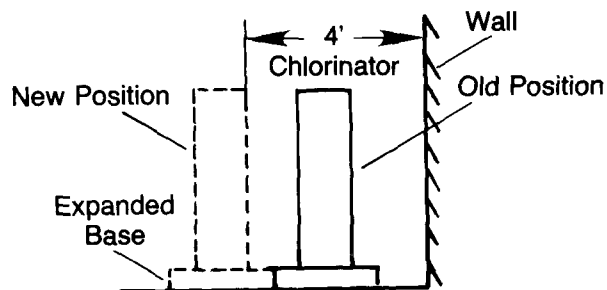 4'
Wall
Chlorinator
New Position
Old Position
Expanded
Base